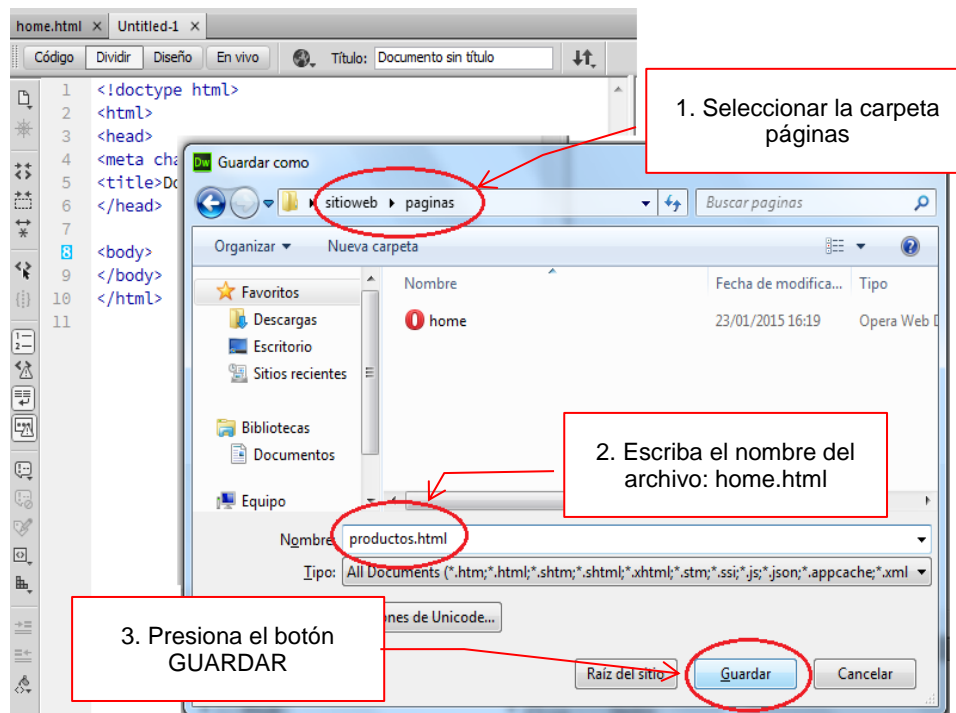 home.html × Untitled-1 ×
Código Dividir Diseño En vivo Título: Documento sin título
1 <!doctype html>
2 <html>
3 <head>
4 <meta cha
5 <title>Do
6 </head>
7
8 <body>
9 </body>
10 </html>
11
1. Seleccionar la carpeta
páginas
Dw Guardar como
sitioweb paginas Buscar paginas
Organizar Nueva carpeta
Favoritos
Descargas
Escritorio
Sitios recientes
Bibliotecas
Documentos
Equipo
Nombre Fecha de modifica... Tipo
home 23/01/2015 16:19 Opera Web D
2. Escriba el nombre del
archivo: home.html
Nombre: productos.html
Tipo: All Documents (*.htm;*.html;*.shtm;*.shtml;*.xhtml;*.stm;*.ssi;*.js;*.json;*.appcache;*.xml
nes de Unicode...
3. Presiona el botón
GUARDAR
Raíz del sitio Guardar Cancelar